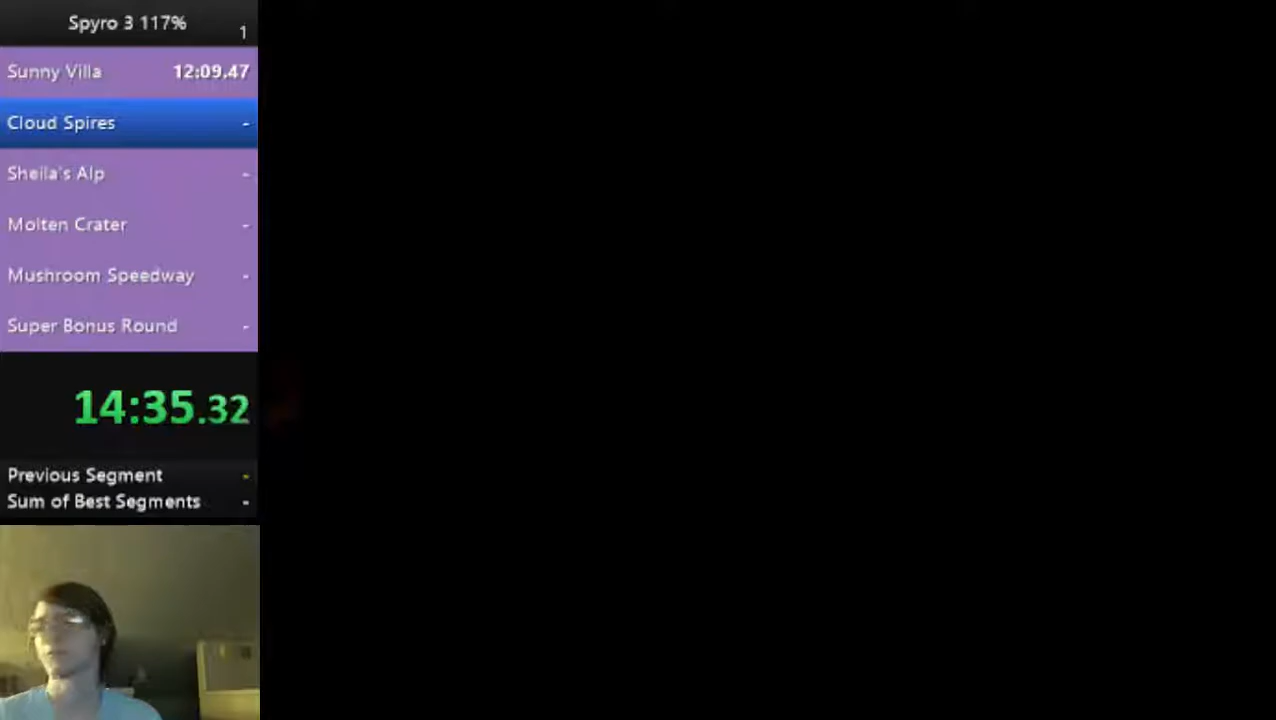 Spyro 3 117%
1
Sunny Villa 12:09.47
Cloud Spires -
Sheila's Alp -
Molten Crater -
Mushroom Speedway -
Super Bonus Round -
14:35.32
Previous Segment -
Sum of Best Segments -